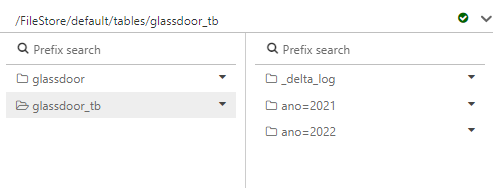 /FileStore/default/tables/glassdoor_tb
Prefix search
glassdoor
glassdoor_tb
Prefix search
_delta_log
ano=2021
ano=2022